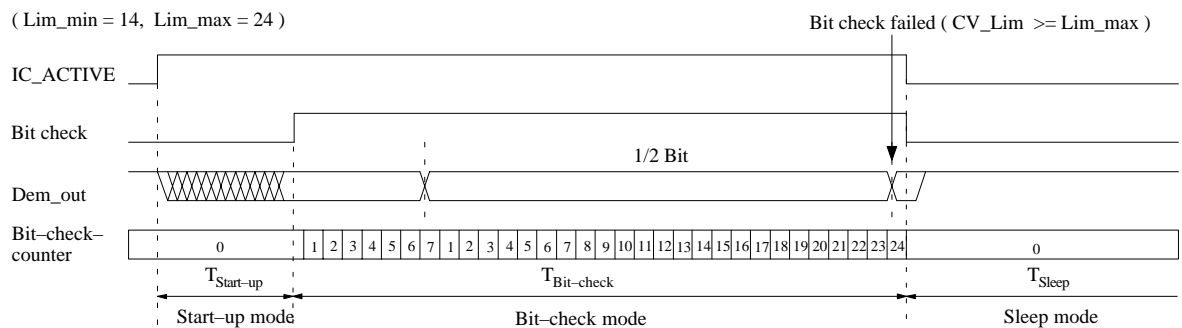 ( Lim_min = 14, Lim_max = 24 )
Bit check failed ( CV_Lim >= Lim_max )
IC_ACTIVE
Bit check
1/2 Bit
Dem_out
Bit–check–
counter
0 1 2 3 4 5 6 7 1 2 3 4 5 6 7 8 9 10 11 12 13 14 15 16 17 18 19 20 21 22 23 24 0
TStart–up TBit–check TSleep
Start–up mode Bit–check mode Sleep mode